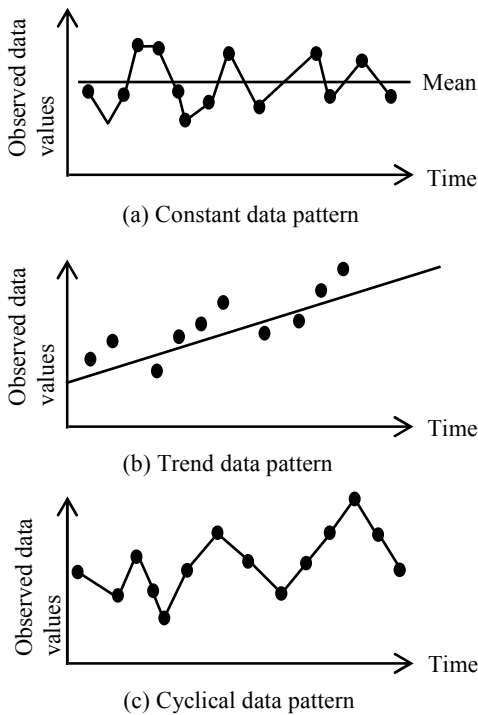 Observed data
values
Mean
Time
(a) Constant data pattern
Observed data
values
Time
(b) Trend data pattern
Observed data
values
Time
(c) Cyclical data pattern